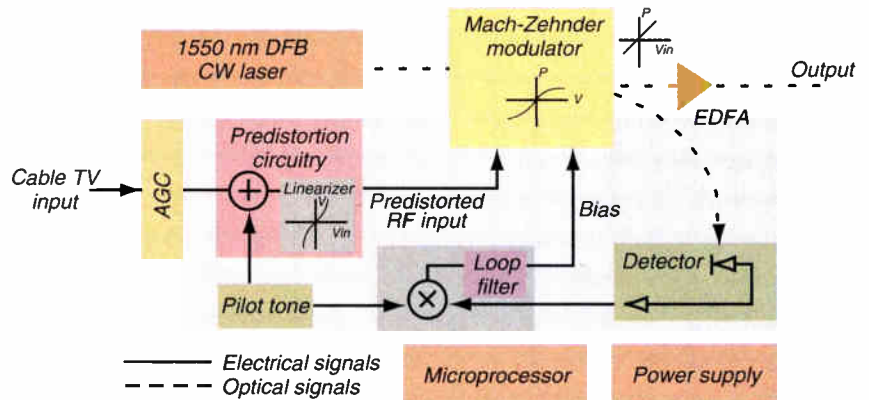 1550 nm DFB
CW laser
Mach-Zehnder
modulator
P
V
P
Vin
Output
EDFA
Cable TV
input
AGC
Predistortion
circuitry
Linearizer
V
Vin
Predistorted
RF input
Bias
Loop
filter
Detector
Pilot tone
Electrical signals
Optical signals
Microprocessor
Power supply